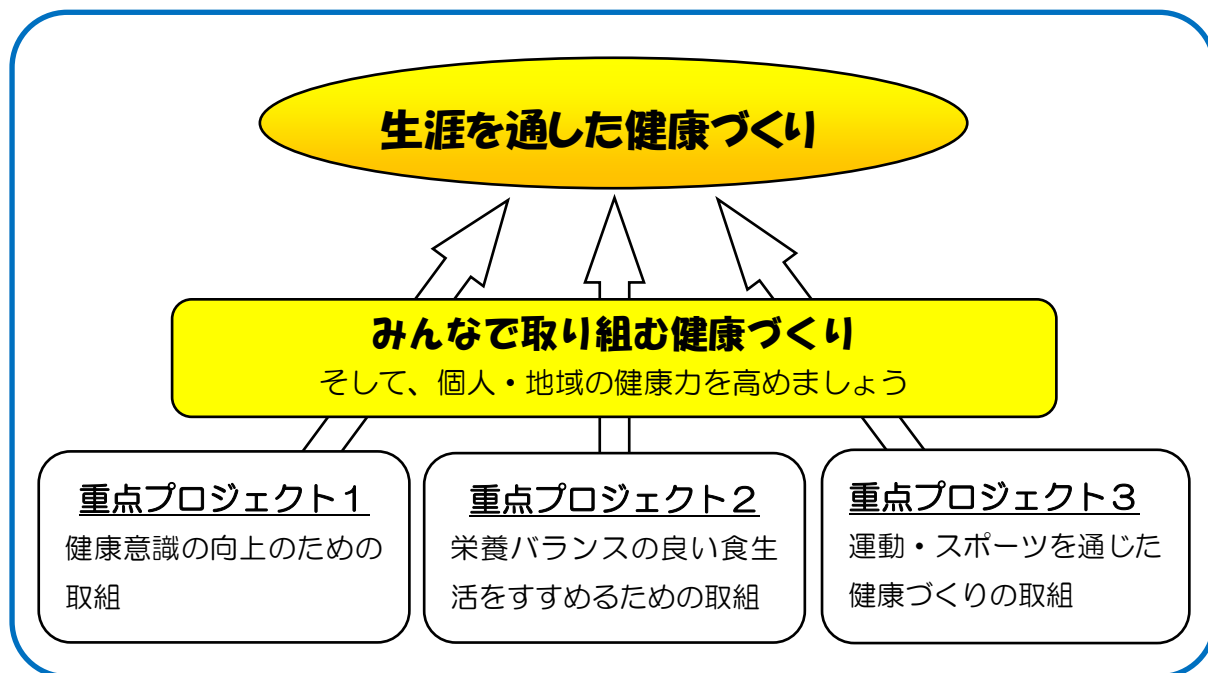 生涯を通した健康づくり
みんなで取り組む健康づくり
そして、個人・地域の健康力を高めましょう
重点プロジェクト１
健康意識の向上のための
取組
重点プロジェクト２
栄養バランスの良い食生
活をすすめるための取組
重点プロジェクト３
運動・スポーツを通じた
健康づくりの取組